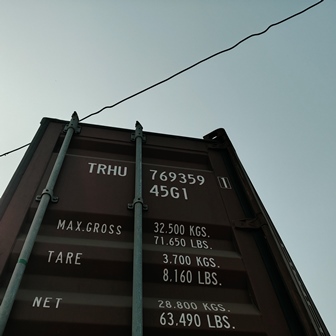 TRHU 769359
45G1
MAX.GROSS 32.500 KGS.
71.650 LBS.
TARE 3.700 KGS.
8.160 LBS.
NET 28.800 KGS.
63.490 LBS.